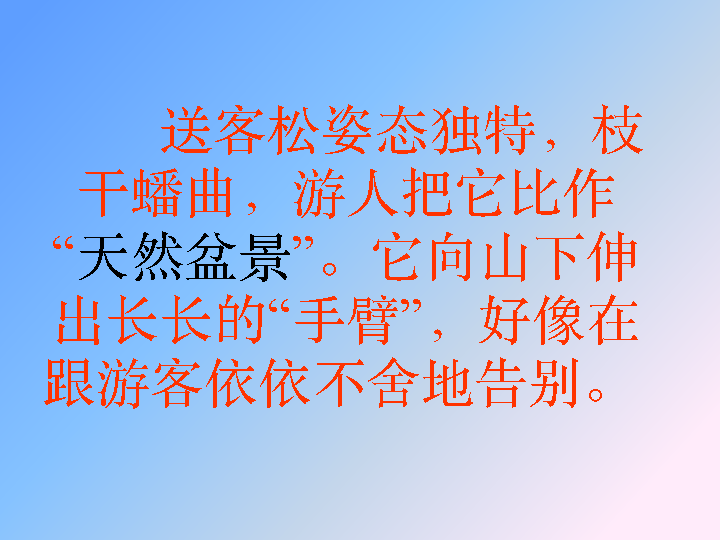 送客松姿态独特，枝
干蟠曲，游人把它比作
“天然盆景”。它向山下伸
出长长的“手臂”，好像在
跟游客依依不舍地告别。